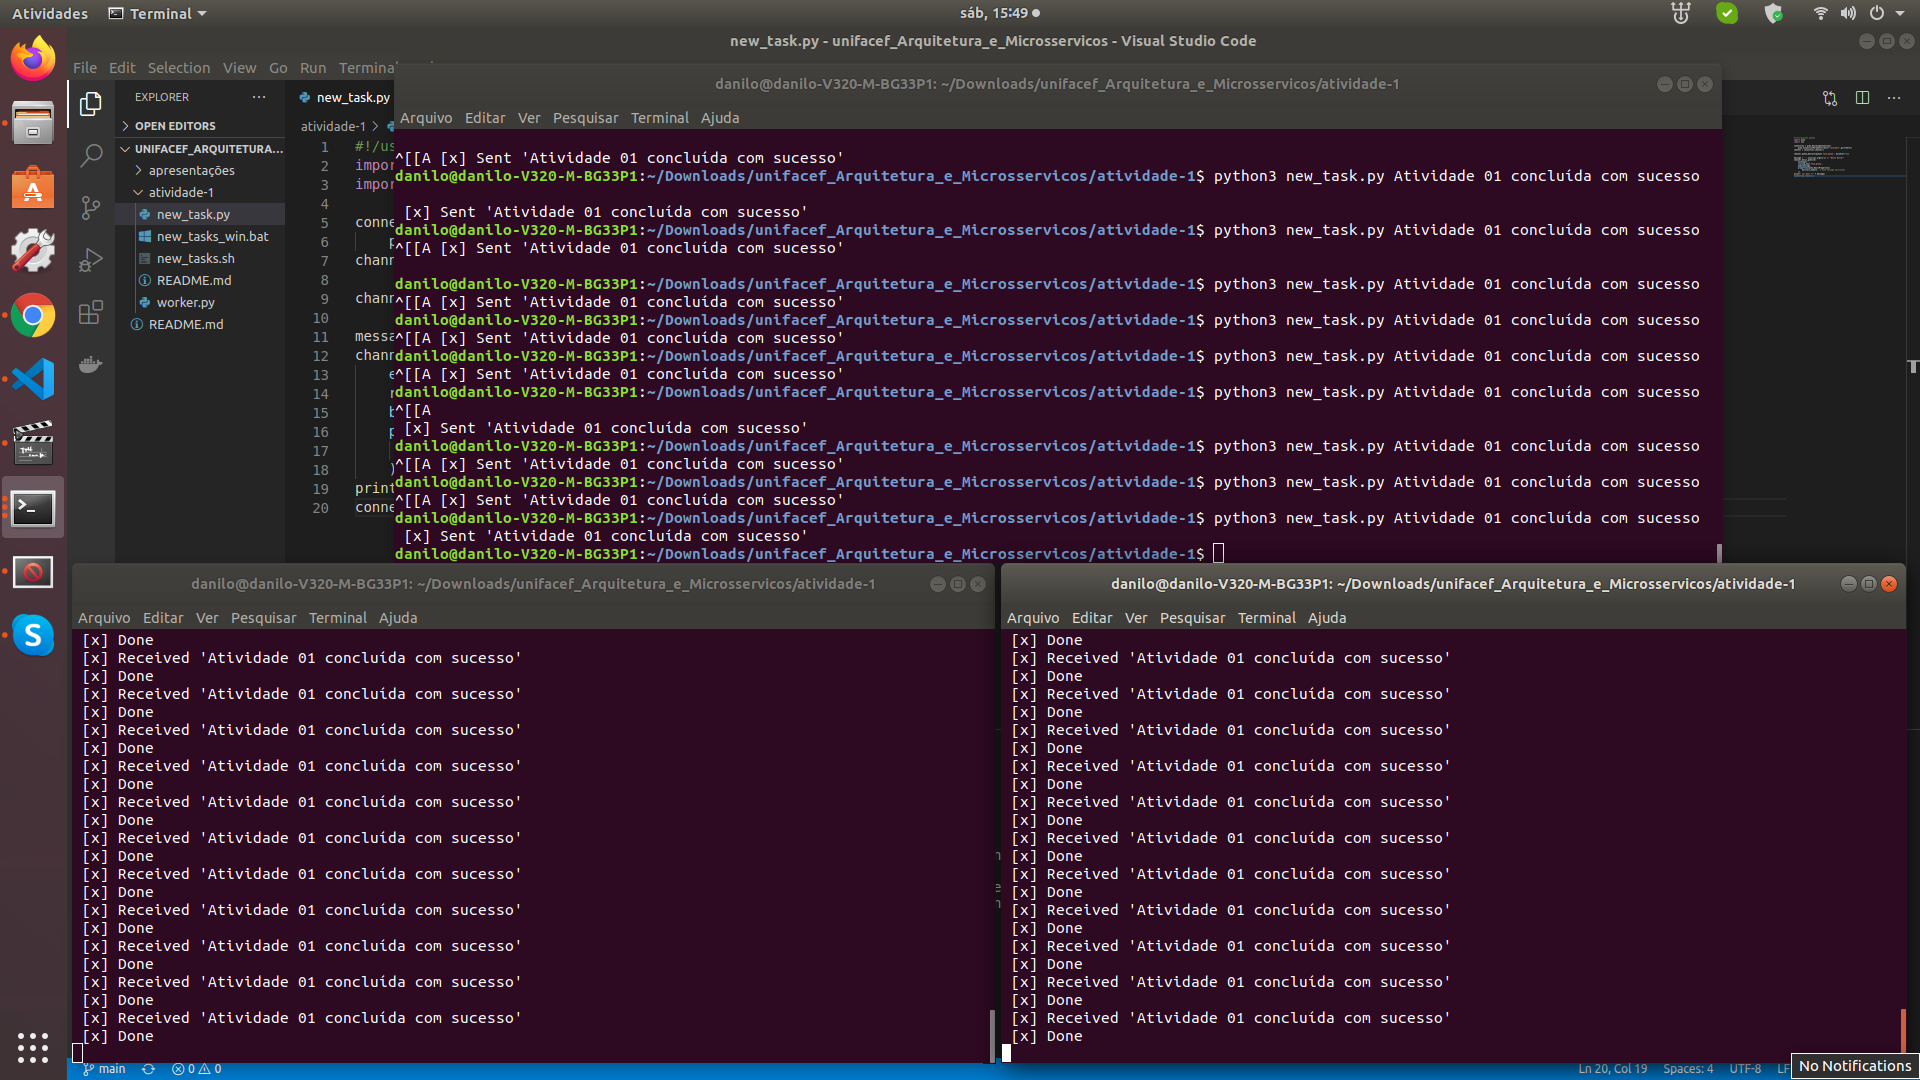 Atividades
Terminal
sáb, 15:49
new_task.py - unifacef_Arquitetura_e_Microsservicos - Visual Studio Code
File Edit Selection View Go Run Terminal
EXPLORER
OPEN EDITORS
UNIFACEF_ARQUITETURA...
apresentações
atividade-1
new_task.py
new_tasks_win.bat
new_tasks.sh
README.md
worker.py
README.md
new_task.py
atividade-1 >
1 #!/us
2 impor
3 impor
4
5 conne
6 p
7 chann
8
9 chann
10
11 messa
12 chann
13 e
14 r
15 b
16 p
17
18 )
19 print
20 conne
danilo@danilo-V320-M-BG33P1: ~/Downloads/unifacef_Arquitetura_e_Microsservicos/atividade-1
Arquivo Editar Ver Pesquisar Terminal Ajuda
^[[A [x] Sent 'Atividade 01 concluída com sucesso'
danilo@danilo-V320-M-BG33P1:~/Downloads/unifacef_Arquitetura_e_Microsservicos/atividade-1$ python3 new_task.py Atividade 01 concluída com sucesso
[x] Sent 'Atividade 01 concluída com sucesso'
danilo@danilo-V320-M-BG33P1:~/Downloads/unifacef_Arquitetura_e_Microsservicos/atividade-1$ python3 new_task.py Atividade 01 concluída com sucesso
^[[A [x] Sent 'Atividade 01 concluída com sucesso'
danilo@danilo-V320-M-BG33P1:~/Downloads/unifacef_Arquitetura_e_Microsservicos/atividade-1$ python3 new_task.py Atividade 01 concluída com sucesso
^[[A [x] Sent 'Atividade 01 concluída com sucesso'
danilo@danilo-V320-M-BG33P1:~/Downloads/unifacef_Arquitetura_e_Microsservicos/atividade-1$ python3 new_task.py Atividade 01 concluída com sucesso
^[[A [x] Sent 'Atividade 01 concluída com sucesso'
danilo@danilo-V320-M-BG33P1:~/Downloads/unifacef_Arquitetura_e_Microsservicos/atividade-1$ python3 new_task.py Atividade 01 concluída com sucesso
^[[A [x] Sent 'Atividade 01 concluída com sucesso'
danilo@danilo-V320-M-BG33P1:~/Downloads/unifacef_Arquitetura_e_Microsservicos/atividade-1$ python3 new_task.py Atividade 01 concluída com sucesso
^[[A
[x] Sent 'Atividade 01 concluída com sucesso'
danilo@danilo-V320-M-BG33P1:~/Downloads/unifacef_Arquitetura_e_Microsservicos/atividade-1$ python3 new_task.py Atividade 01 concluída com sucesso
^[[A [x] Sent 'Atividade 01 concluída com sucesso'
danilo@danilo-V320-M-BG33P1:~/Downloads/unifacef_Arquitetura_e_Microsservicos/atividade-1$ python3 new_task.py Atividade 01 concluída com sucesso
^[[A [x] Sent 'Atividade 01 concluída com sucesso'
danilo@danilo-V320-M-BG33P1:~/Downloads/unifacef_Arquitetura_e_Microsservicos/atividade-1$ python3 new_task.py Atividade 01 concluída com sucesso
[x] Sent 'Atividade 01 concluída com sucesso'
danilo@danilo-V320-M-BG33P1:~/Downloads/unifacef_Arquitetura_e_Microsservicos/atividade-1$
danilo@danilo-V320-M-BG33P1: ~/Downloads/unifacef_Arquitetura_e_Microsservicos/atividade-1
Arquivo Editar Ver Pesquisar Terminal Ajuda
[x] Done
[x] Received 'Atividade 01 concluída com sucesso'
[x] Done
[x] Received 'Atividade 01 concluída com sucesso'
[x] Done
[x] Received 'Atividade 01 concluída com sucesso'
[x] Done
[x] Received 'Atividade 01 concluída com sucesso'
[x] Done
[x] Received 'Atividade 01 concluída com sucesso'
[x] Done
[x] Received 'Atividade 01 concluída com sucesso'
[x] Done
[x] Received 'Atividade 01 concluída com sucesso'
[x] Done
[x] Received 'Atividade 01 concluída com sucesso'
[x] Done
[x] Received 'Atividade 01 concluída com sucesso'
[x] Done
[x] Received 'Atividade 01 concluída com sucesso'
[x] Done
[x] Received 'Atividade 01 concluída com sucesso'
[x] Done
danilo@danilo-V320-M-BG33P1: ~/Downloads/unifacef_Arquitetura_e_Microsservicos/atividade-1
Arquivo Editar Ver Pesquisar Terminal Ajuda
[x] Done
[x] Received 'Atividade 01 concluída com sucesso'
[x] Done
[x] Received 'Atividade 01 concluída com sucesso'
[x] Done
[x] Received 'Atividade 01 concluída com sucesso'
[x] Done
[x] Received 'Atividade 01 concluída com sucesso'
[x] Done
[x] Received 'Atividade 01 concluída com sucesso'
[x] Done
[x] Received 'Atividade 01 concluída com sucesso'
[x] Done
[x] Received 'Atividade 01 concluída com sucesso'
[x] Done
[x] Received 'Atividade 01 concluída com sucesso'
[x] Done
[x] Received 'Atividade 01 concluída com sucesso'
[x] Done
[x] Received 'Atividade 01 concluída com sucesso'
[x] Done
[x] Received 'Atividade 01 concluída com sucesso'
[x] Done
main 0 0 Ln 20, Col 19 Spaces: 4 UTF-8 LF
No Notifications